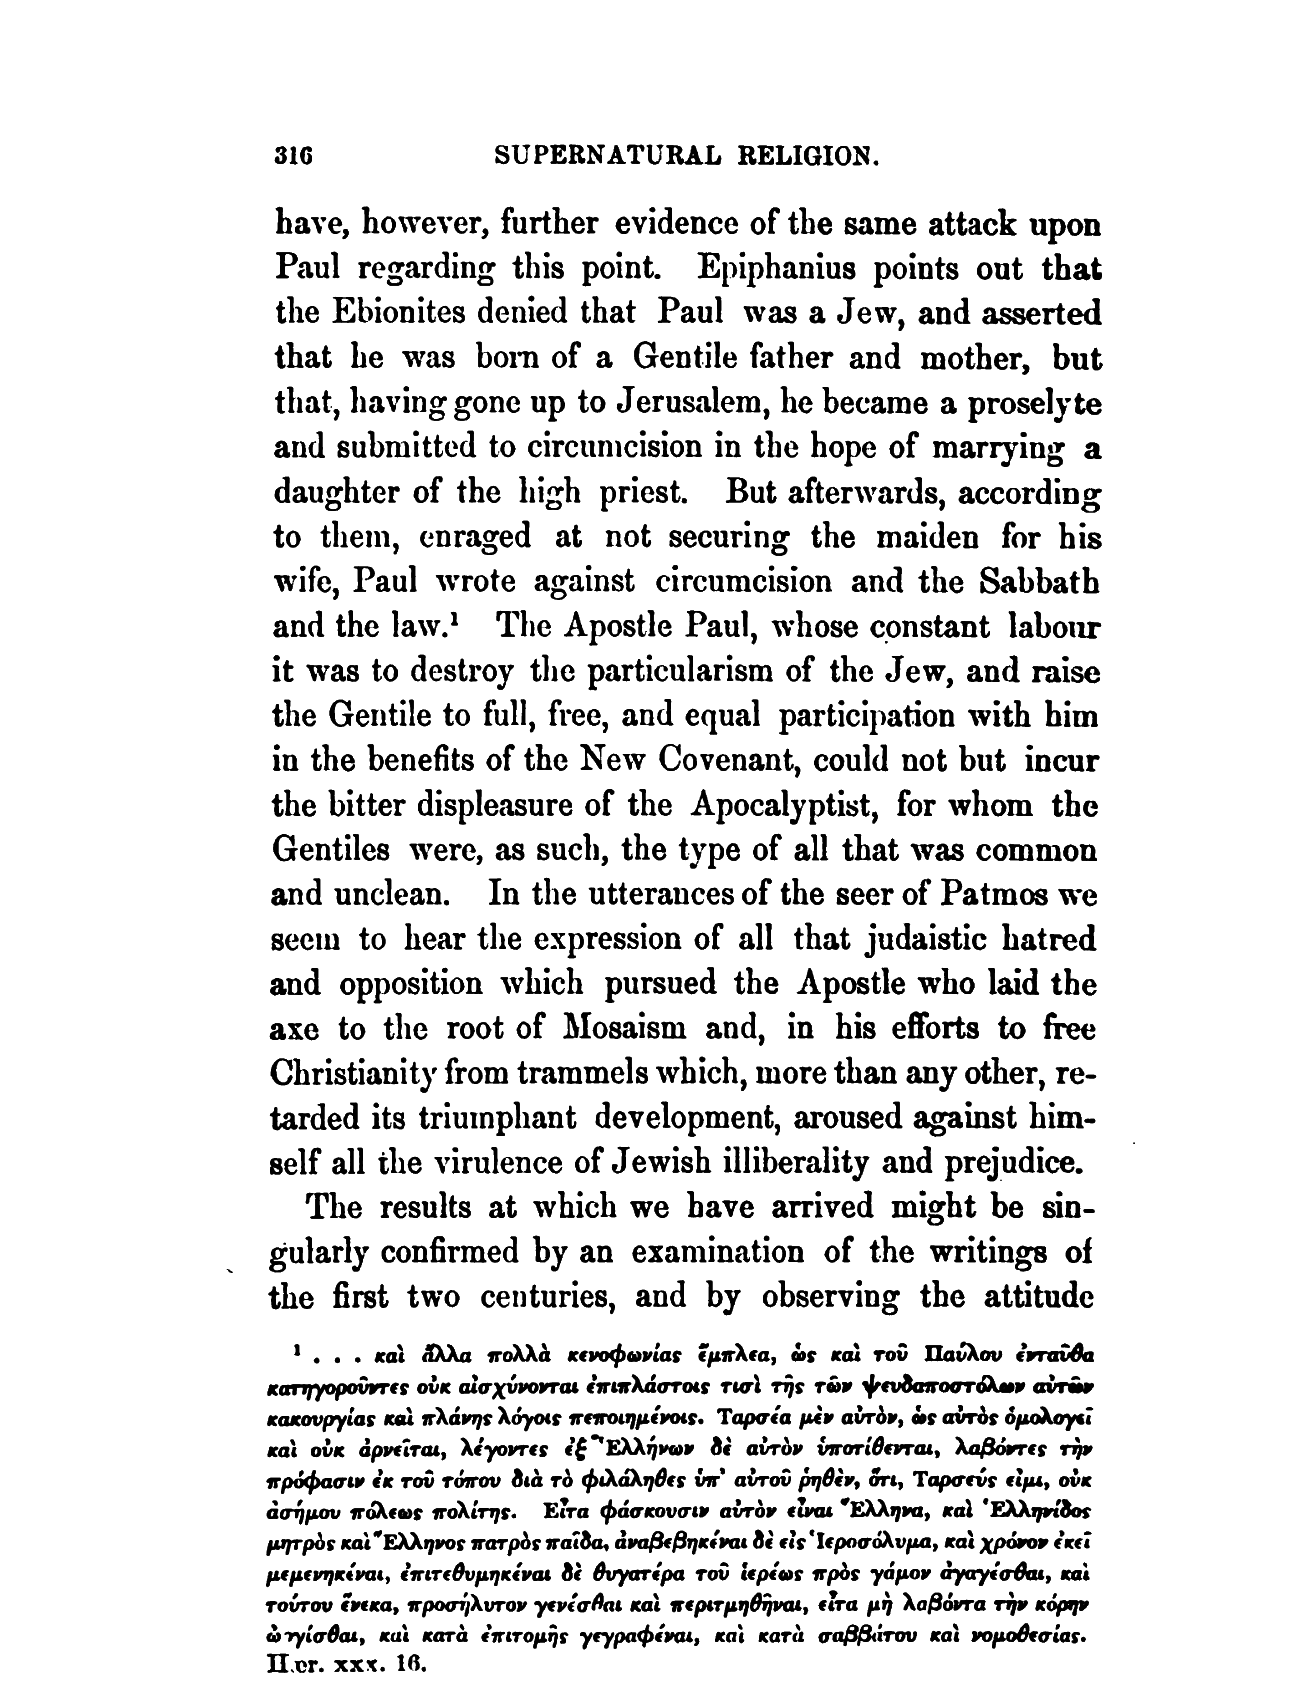 316 SUPERNATURAL RELIGION.
have, however, further evidence of the same attack upon
Paul regarding this point. Epiphanius points out that
the Ebionites denied that Paul was a Jew, and asserted
that he was born of a Gentile father and mother, but
that, having gone up to Jerusalem, he became a proselyte
and submitted to circumcision in the hope of marrying a
daughter of the high priest. But afterwards, according
to them, enraged at not securing the maiden for his
wife, Paul wrote against circumcision and the Sabbath
and the law.¹ The Apostle Paul, whose constant labour
it was to destroy the particularism of the Jew, and raise
the Gentile to full, free, and equal participation with him
in the benefits of the New Covenant, could not but incur
the bitter displeasure of the Apocalyptist, for whom the
Gentiles were, as such, the type of all that was common
and unclean. In the utterances of the seer of Patmos we
seem to hear the expression of all that judaistic hatred
and opposition which pursued the Apostle who laid the
axe to the root of Mosaism and, in his efforts to free
Christianity from trammels which, more than any other, re-
tarded its triumphant development, aroused against him-
self all the virulence of Jewish illiberality and prejudice.
The results at which we have arrived might be sin-
gularly confirmed by an examination of the writings of
the first two centuries, and by observing the attitude
¹ . . . καὶ ἄλλα πολλὰ κενοφωνίας ἔμπλεα, ὡς καὶ τοῦ Παύλου ἐνταῦθα
κατηγοροῦντες οὐκ αἰσχύνονται ἐπιπλάστοις τισὶ τῆς τῶν ψευδαποστόλων αὐτῶν
κακουργίας καὶ πλάνης λόγοις πεποιημένοις. Ταρσέα μὲν αὐτὸν, ὡς αὐτὸς ὁμολογεῖ
καὶ οὐκ ἀρνεῖται, λέγοντες ἐξ Ἑλλήνων δὲ αὐτὸν ὑποτίθενται, λαβόντες τὴν
πρόφασιν ἐκ τοῦ τόπου διὰ τὸ φιλάληθες ὑπ' αὐτοῦ ῥηθὲν, ὅτι, Ταρσεύς εἰμι, οὐκ
ἀσήμου πόλεως πολίτης. Εἶτα φάσκουσιν αὐτὸν εἶναι Ἕλληνα, καὶ Ἑλληνίδος
μητρὸς καὶ Ἕλληνος πατρὸς παῖδα, ἀναβεβηκέναι δὲ εἰς Ἱεροσόλυμα, καὶ χρόνον ἐκεῖ
μεμενηκέναι, ἐπιτεθυμηκέναι δὲ θυγατέρα τοῦ ἱερέως πρὸς γάμον ἀγαγέσθαι, καὶ
τούτου ἕνεκα, προσήλυτον γενέσθαι καὶ περιτμηθῆναι, εἶτα μὴ λαβόντα τὴν κόρην
ὠργίσθαι, καὶ κατὰ ἐπιτομῆς γεγραφέναι, καὶ κατὰ σαββάτου καὶ νομοθεσίας.
Hær. xxx. 16.